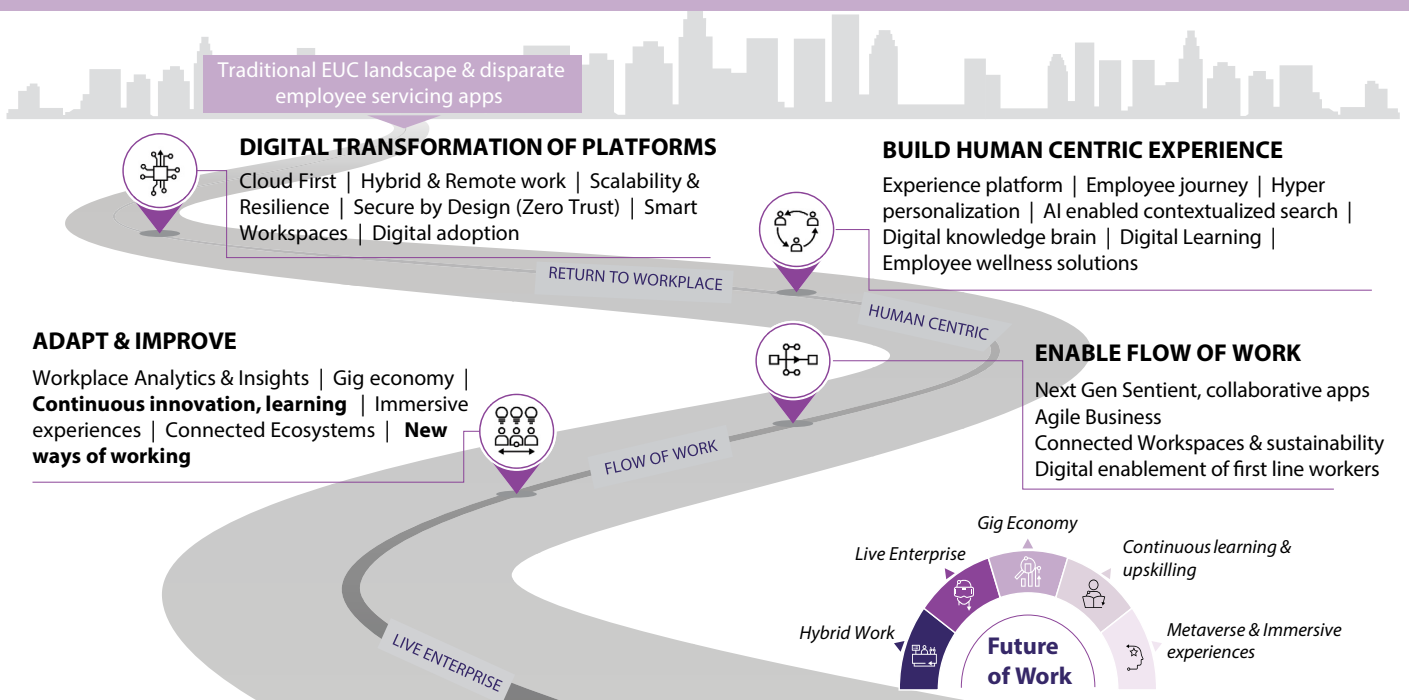 Traditional EUC landscape & disparate
employee servicing apps
DIGITAL TRANSFORMATION OF PLATFORMS
Cloud First | Hybrid & Remote work | Scalability &
Resilience | Secure by Design (Zero Trust) | Smart
Workspaces | Digital adoption
BUILD HUMAN CENTRIC EXPERIENCE
Experience platform | Employee journey | Hyper
personalization | AI enabled contextualized search |
Digital knowledge brain | Digital Learning |
Employee wellness solutions
RETURN TO WORKPLACE
HUMAN CENTRIC
ADAPT & IMPROVE
Workplace Analytics & Insights | Gig economy |
Continuous innovation, learning | Immersive
experiences | Connected Ecosystems | New
ways of working
ENABLE FLOW OF WORK
Next Gen Sentient, collaborative apps
Agile Business
Connected Workspaces & sustainability
Digital enablement of first line workers
FLOW OF WORK
LIVE ENTERPRISE
Gig Economy
Live Enterprise
Continuous learning &
upskilling
Hybrid Work
Metaverse & Immersive
experiences
Future
of Work